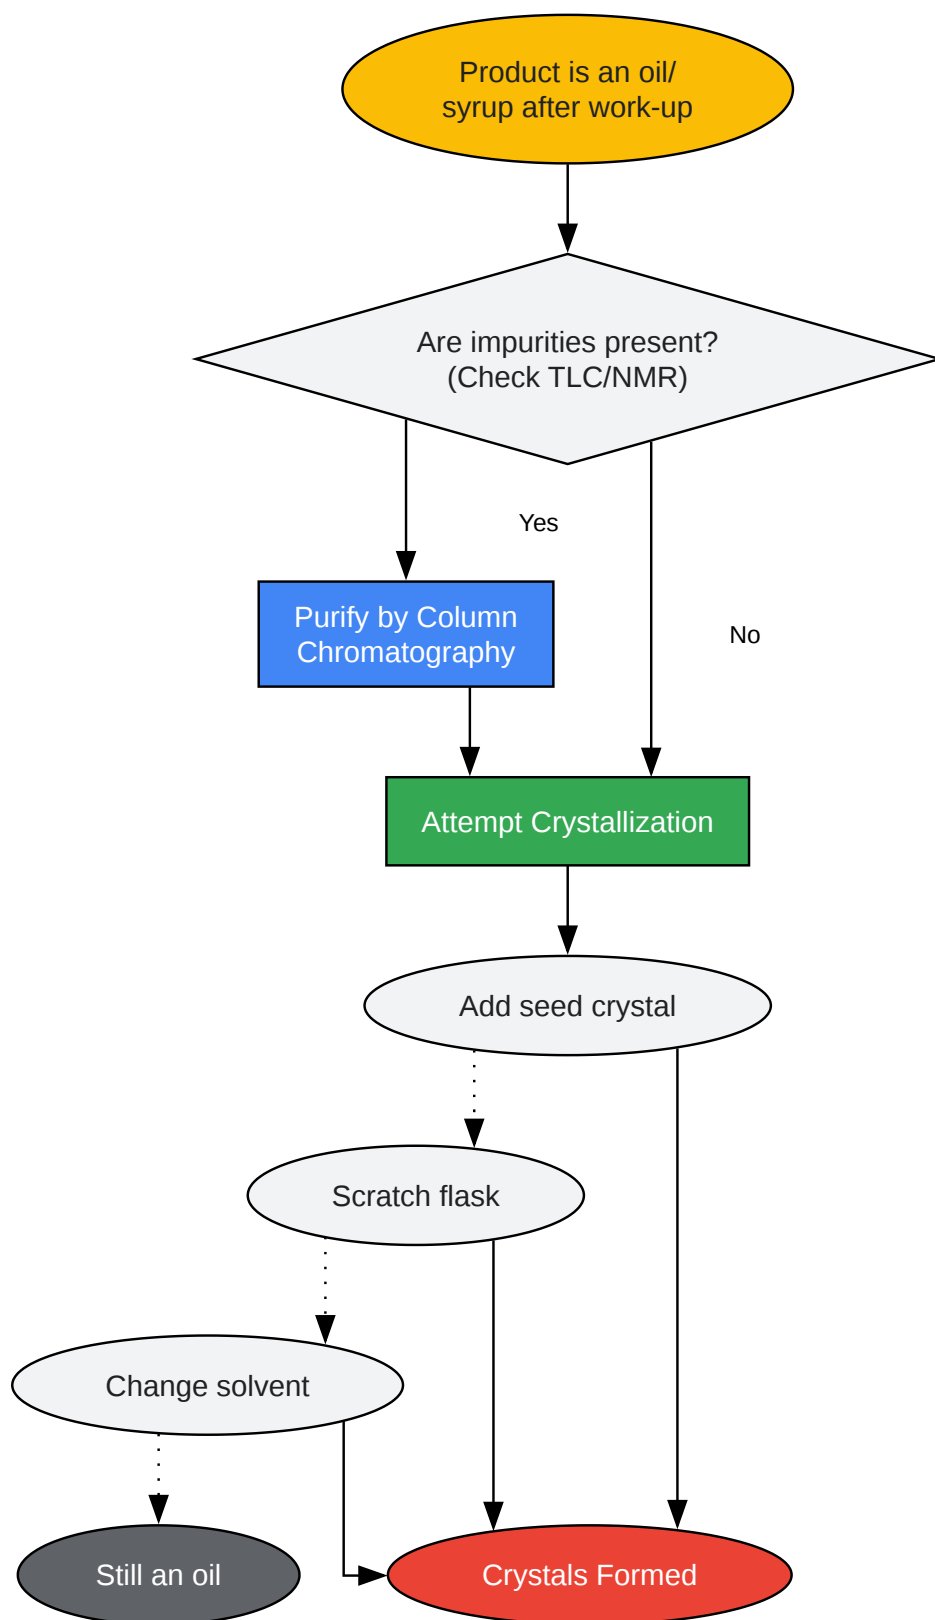 Product is an oil/
syrup after work-up
Are impurities present?
(Check TLC/NMR)
Yes
Purify by Column
Chromatography
No
Attempt Crystallization
Add seed crystal
Scratch flask
Change solvent
Still an oil
Crystals Formed